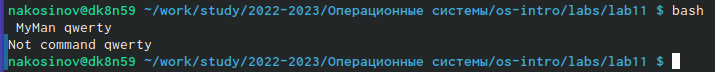 nakosinov@dk8n59 ~/work/study/2022-2023/Операционные системы/os-intro/labs/lab11 $ bash
MyMan qwerty
Not command qwerty
nakosinov@dk8n59 ~/work/study/2022-2023/Операционные системы/os-intro/labs/lab11 $